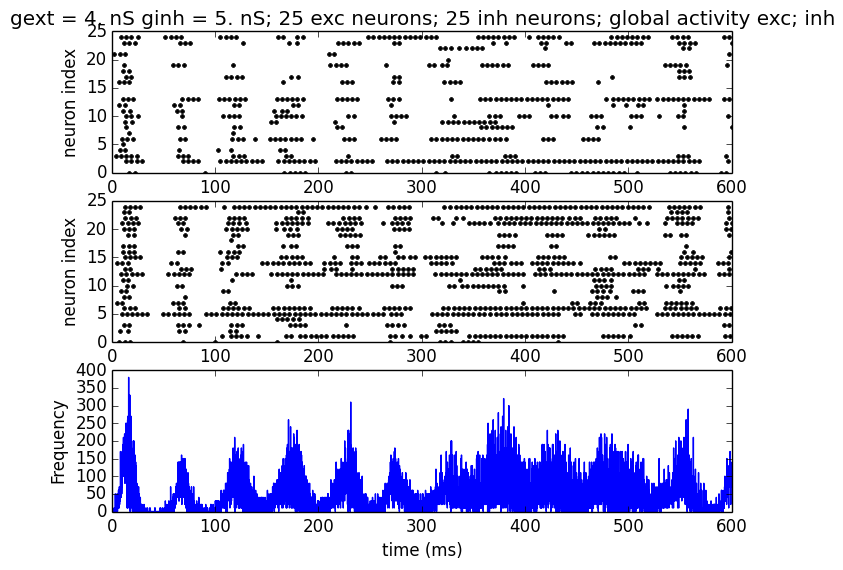 gext = 4. nS ginh = 5. nS; 25 exc neurons; 25 inh neurons; global activity exc; inh
25
20
15
10
5
0
neuron index
0 100 200 300 400 500 600
25
20
15
10
5
0
neuron index
0 100 200 300 400 500 600
400
350
300
250
200
150
100
50
0
Frequency
0 100 200 300 400 500 600
time (ms)